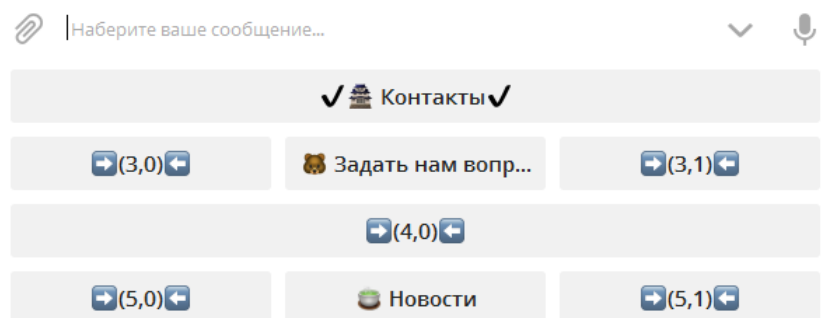 Наберите ваше сообщение...
✔🏯 Контакты✔
➡(3,0)⬅ 🐻 Задать нам вопр... ➡(3,1)⬅
➡(4,0)⬅
➡(5,0)⬅ 🍵 Новости ➡(5,1)⬅